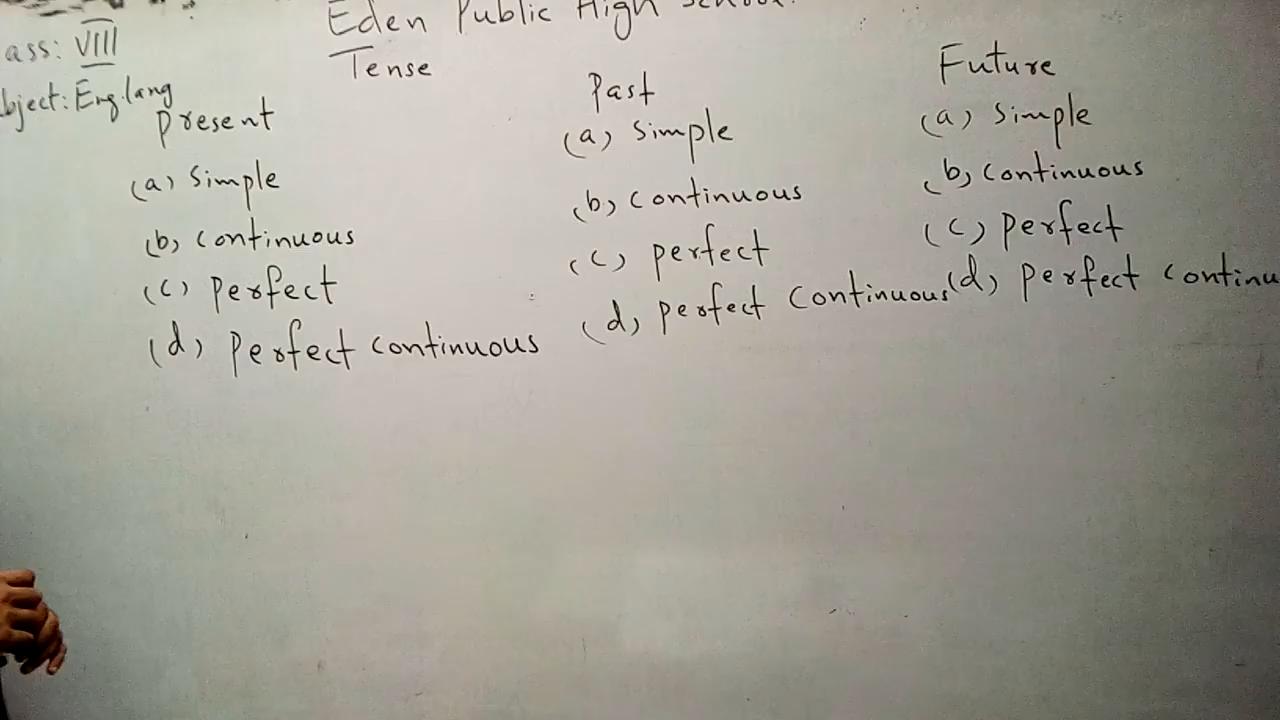 Eden Public High School.
ass: VIII
Tense
bject: Eng. lang
Present
(a) Simple
(b) Continuous
(c) Perfect
(d) Perfect continuous
Past
(a) Simple
(b) Continuous
(c) Perfect
(d) Perfect Continuous
Future
(a) Simple
(b) Continuous
(c) Perfect
(d) Perfect continu